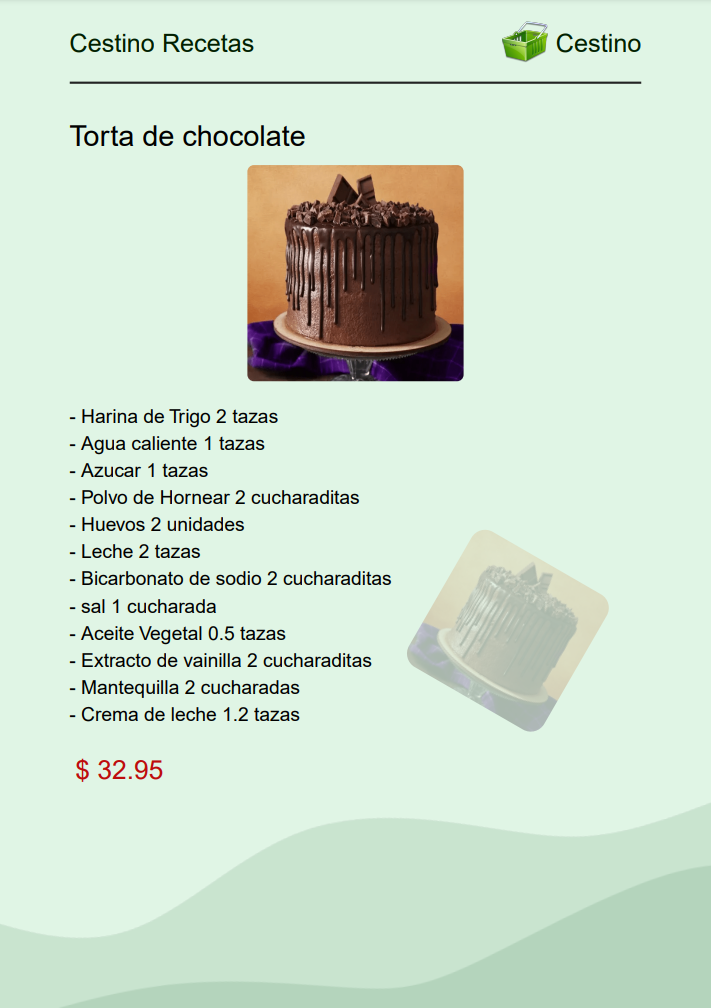 Cestino Recetas
Cestino
Torta de chocolate
- Harina de Trigo 2 tazas
- Agua caliente 1 tazas
- Azucar 1 tazas
- Polvo de Hornear 2 cucharaditas
- Huevos 2 unidades
- Leche 2 tazas
- Bicarbonato de sodio 2 cucharaditas
- sal 1 cucharada
- Aceite Vegetal 0.5 tazas
- Extracto de vainilla 2 cucharaditas
- Mantequilla 2 cucharadas
- Crema de leche 1.2 tazas
$ 32.95